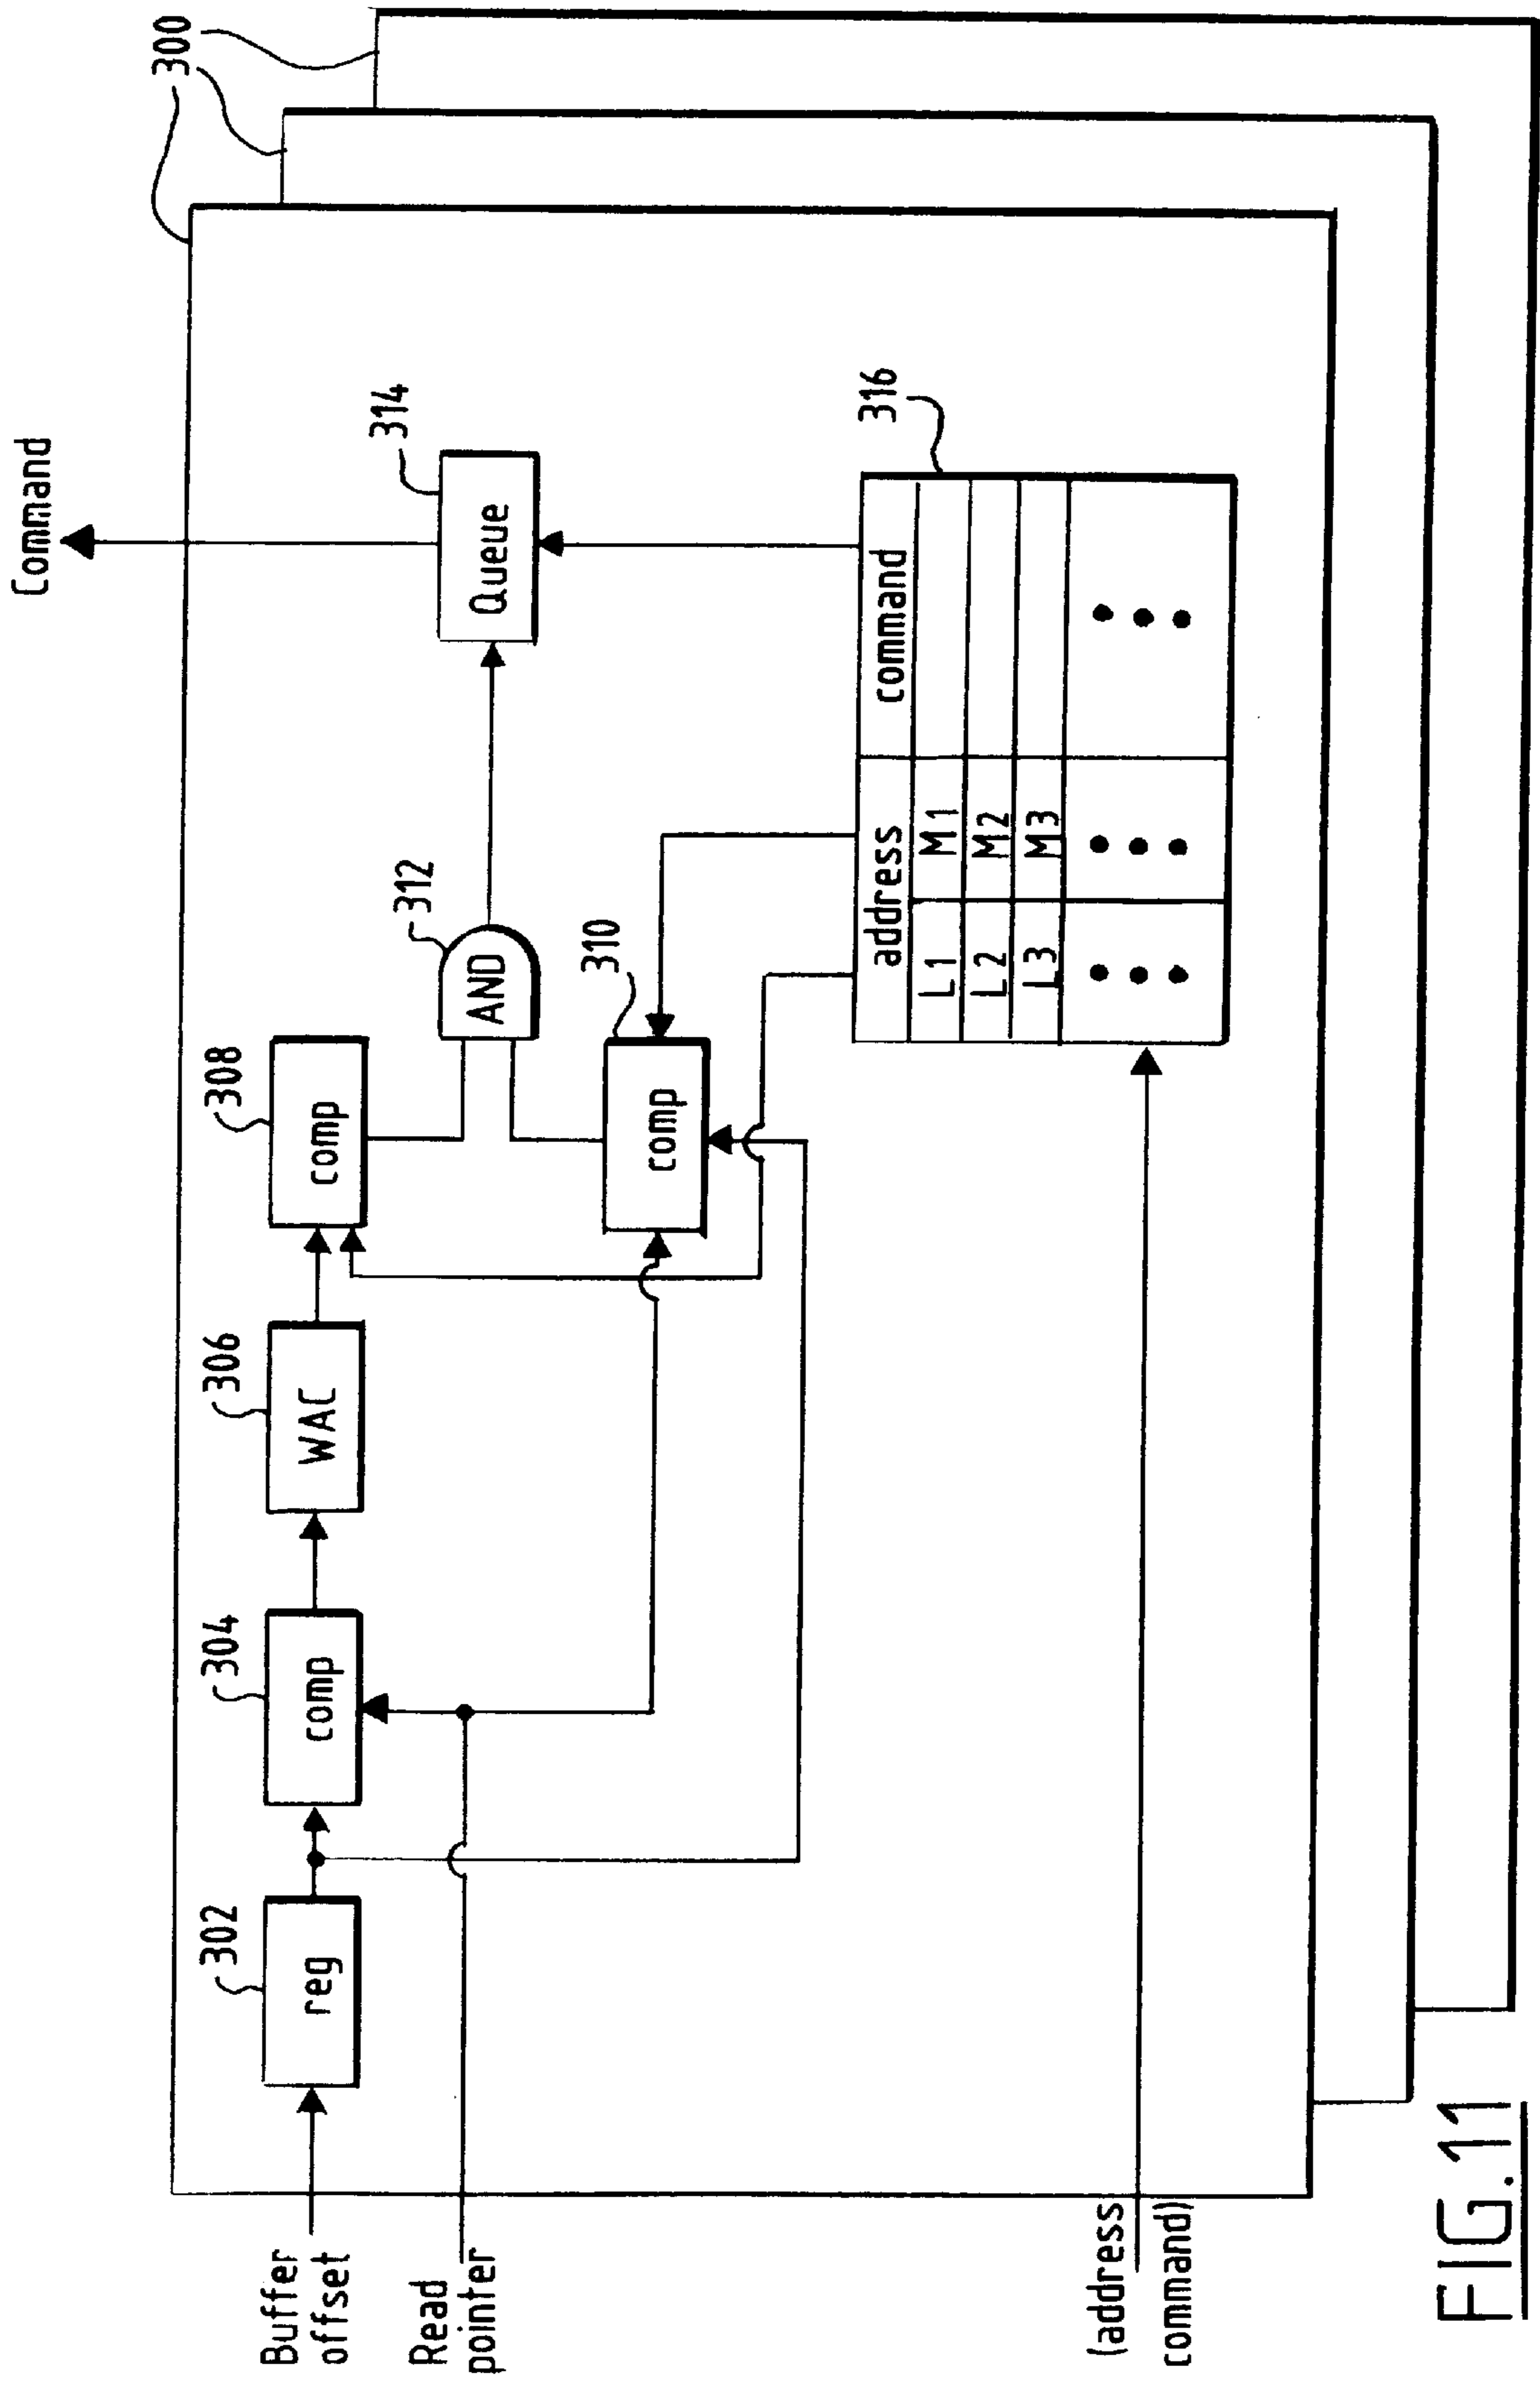 300
Command
314
Queue
316
312
AND
308
comp
310
comp
306
WAC
304
comp
302
reg
Buffer
offset
Read
pointer
address command
L1 M1
L2 M2
L3 M3
(address
command)
FIG.11